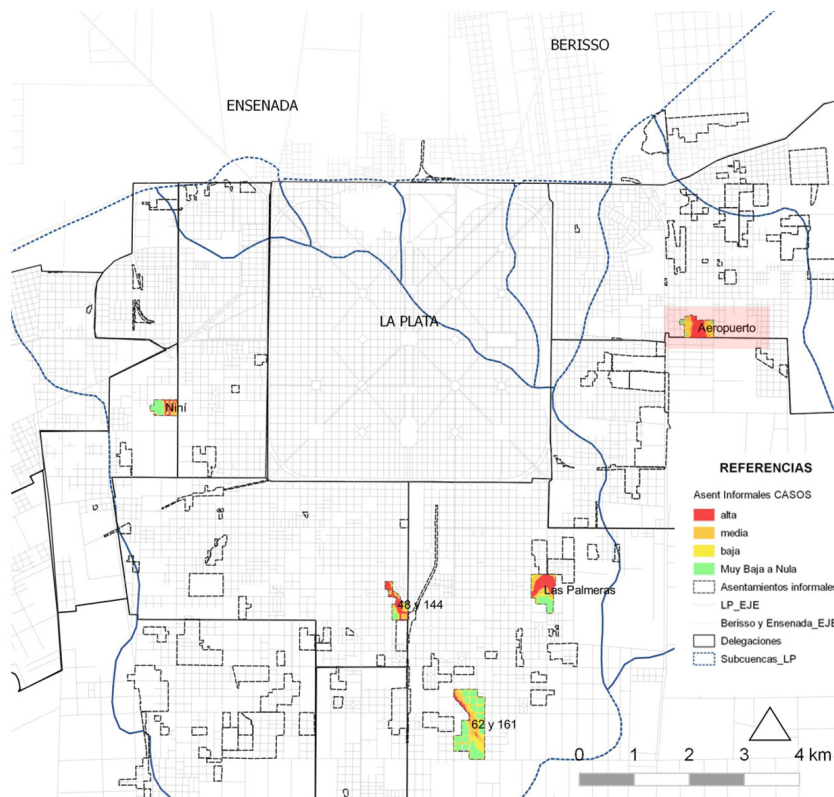 BERISSO
ENSENADA
LA PLATA
Aeropuerto
Niní
REFERENCIAS
Asent Informales CASOS
alta
media
baja
Muy Baja a Nula
Asentamientos informales
LP_EJE
Berisso y Ensenada_EJE
Delegaciones
Subcuencas_LP
Las Palmeras
48 y 144
62 y 161
0 1 2 3 4 km